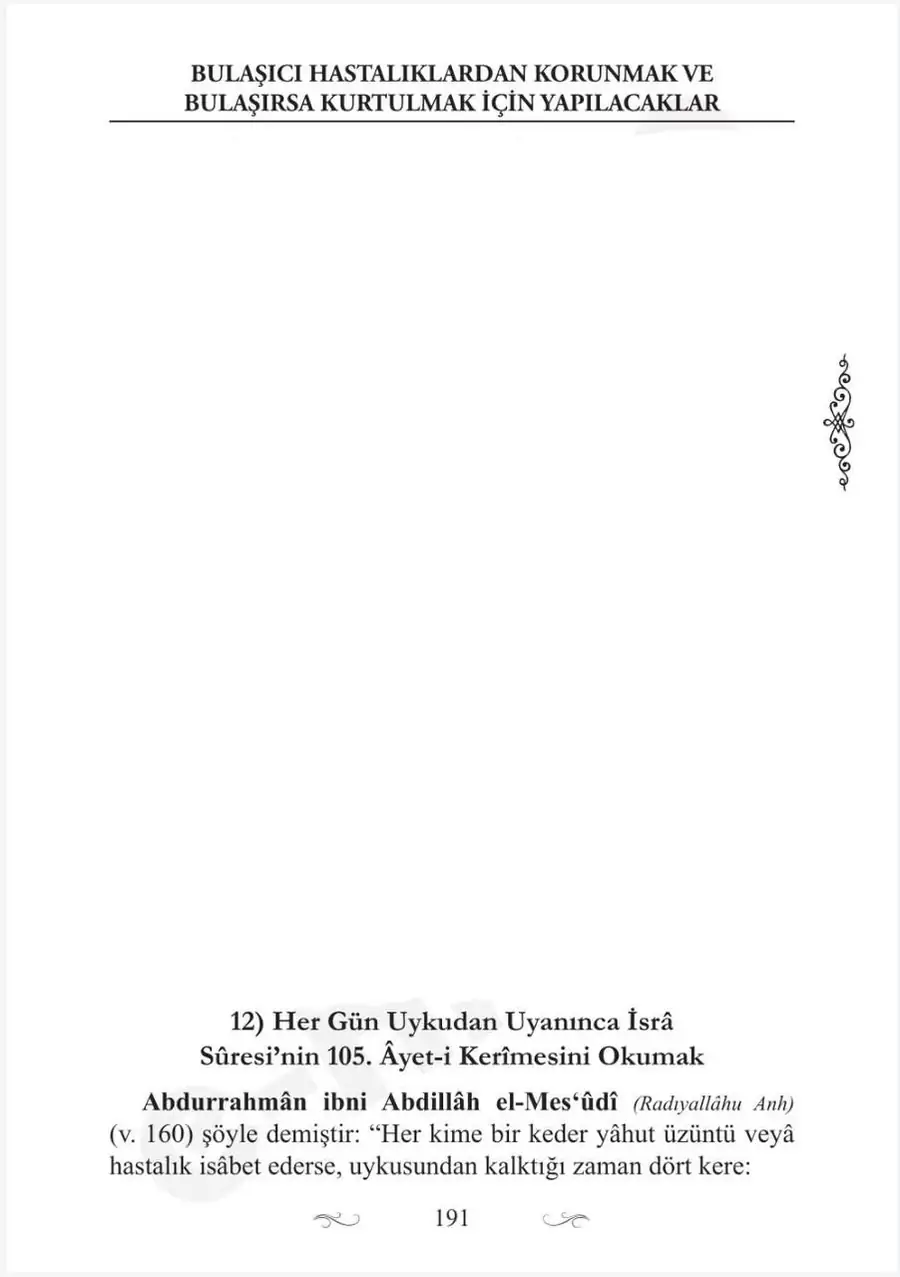 BULAŞICI HASTALIKLARDAN KORUNMAK VE
BULAŞIRSA KURTULMAK İÇİN YAPILACAKLAR
12) Her Gün Uykudan Uyanınca İsrâ
Sûresi’nin 105. Âyet-i Kerîmesini Okumak
Abdurrahmân ibni Abdillâh el-Mes‘ûdî (Radıyallâhu Anh)
(v. 160) şöyle demiştir: “Her kime bir keder yâhut üzüntü veyâ
hastalık isâbet ederse, uykusundan kalktığı zaman dört kere:
191